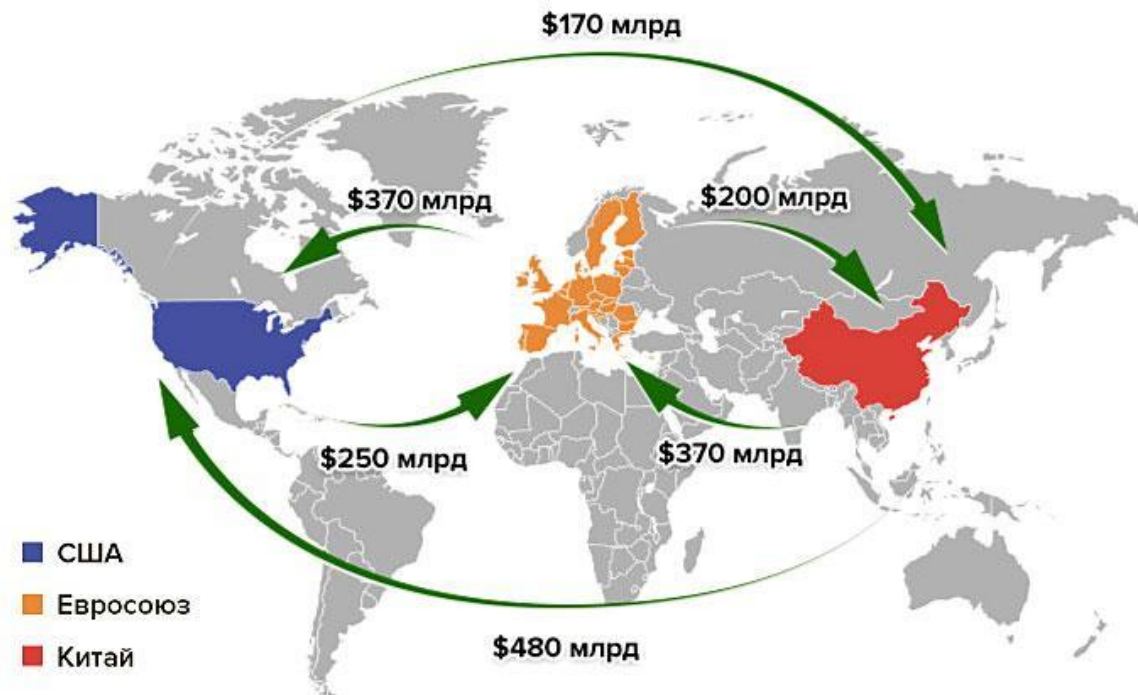 $170 млрд
$370 млрд
$200 млрд
$250 млрд
$370 млрд
$480 млрд
США
Евросоюз
Китай